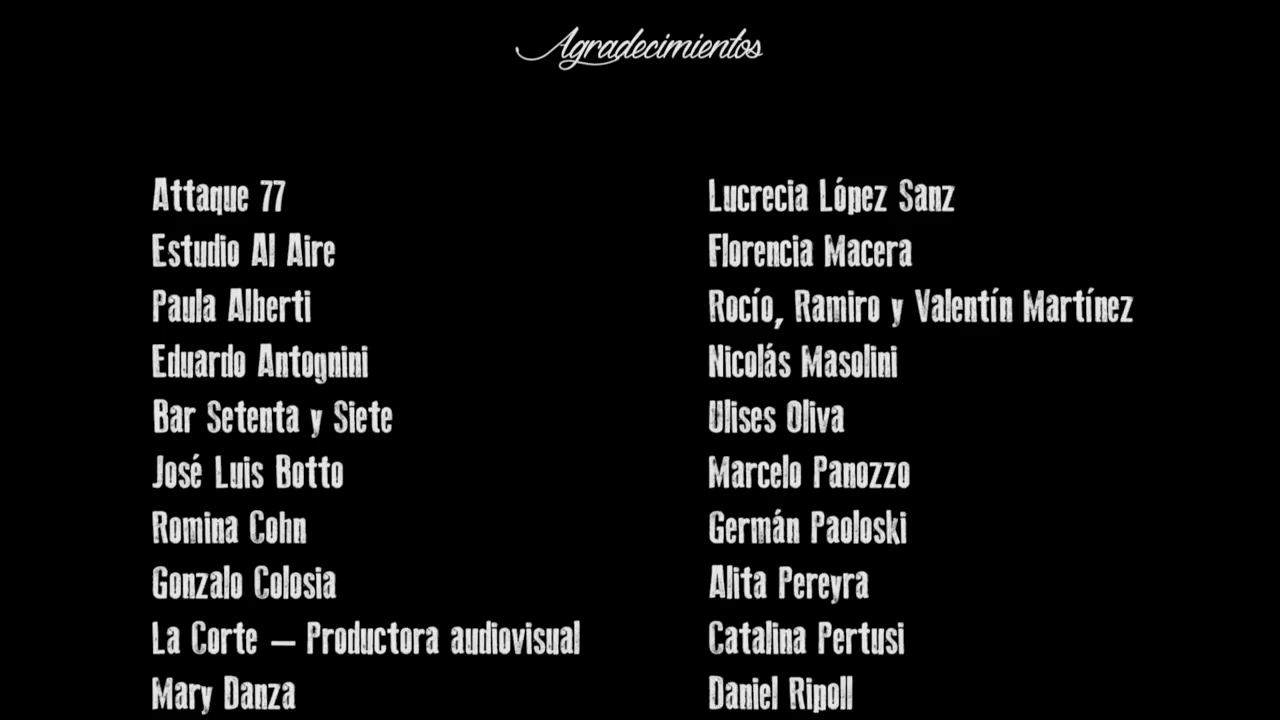 Agradecimientos
Attaque 77
Estudio Al Aire
Paula Alberti
Eduardo Antognini
Bar Setenta y Siete
José Luis Botto
Romina Cohn
Gonzalo Colosia
La Corte – Productora audiovisual
Mary Danza
Lucrecia López Sanz
Florencia Macera
Rocío, Ramiro y Valentín Martínez
Nicolás Masolini
Ulises Oliva
Marcelo Panozzo
Germán Paoloski
Alita Pereyra
Catalina Pertusi
Daniel Ripoll